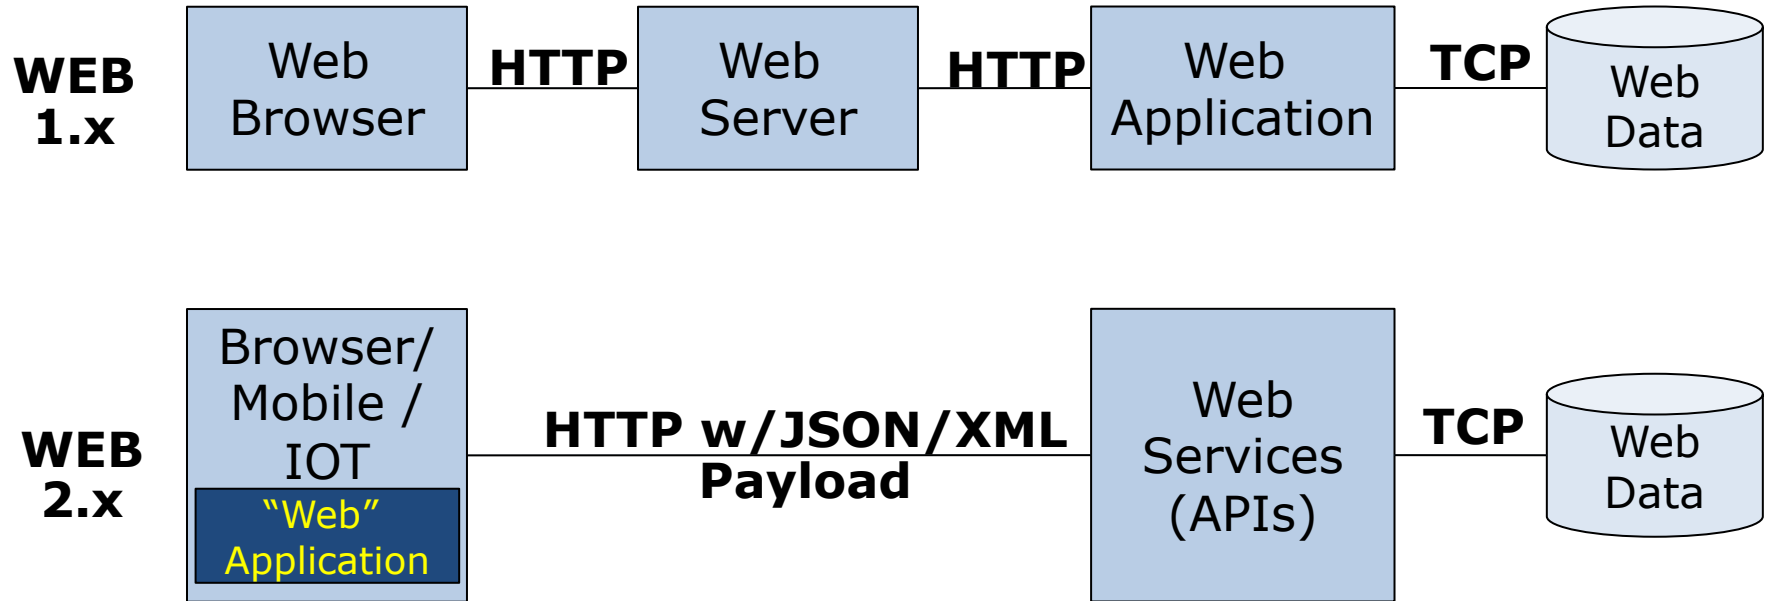 WEB
1.x
Web
Browser
HTTP
Web
Server
HTTP
Web
Application
TCP
Web
Data
WEB
2.x
Browser/
Mobile /
IOT
“Web”
Application
HTTP w/JSON/XML
Payload
Web
Services
(APIs)
TCP
Web
Data